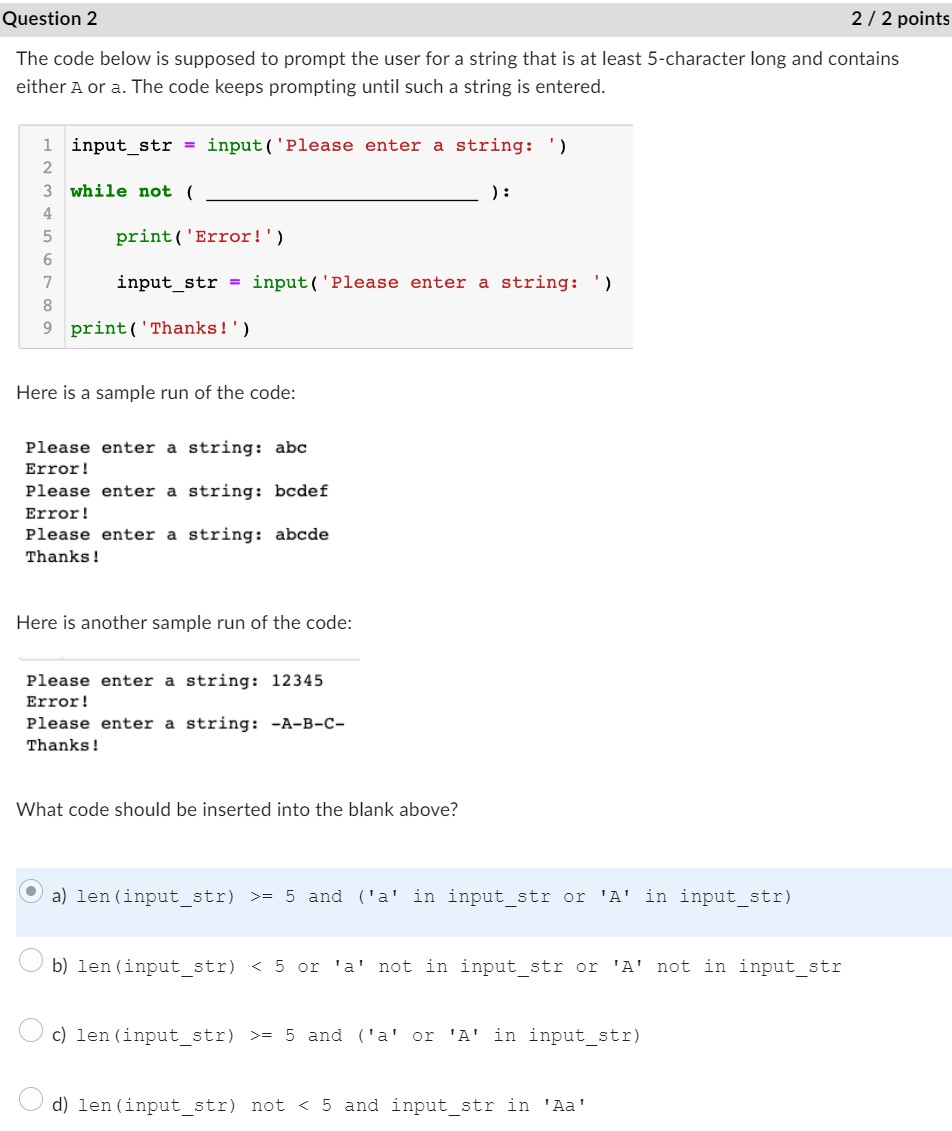 Question 2 2 / 2 points
The code below is supposed to prompt the user for a string that is at least 5-character long and contains
either A or a. The code keeps prompting until such a string is entered.
1 input_str = input('Please enter a string: ')
2
3 while not ( __________________________ ):
4
5 print('Error!')
6
7 input_str = input('Please enter a string: ')
8
9 print('Thanks!')
Here is a sample run of the code:
Please enter a string: abc
Error!
Please enter a string: bcdef
Error!
Please enter a string: abcde
Thanks!
Here is another sample run of the code:
Please enter a string: 12345
Error!
Please enter a string: -A-B-C-
Thanks!
What code should be inserted into the blank above?
a) len(input_str) >= 5 and ('a' in input_str or 'A' in input_str)
b) len(input_str) < 5 or 'a' not in input_str or 'A' not in input_str
c) len(input_str) >= 5 and ('a' or 'A' in input_str)
d) len(input_str) not < 5 and input_str in 'Aa'